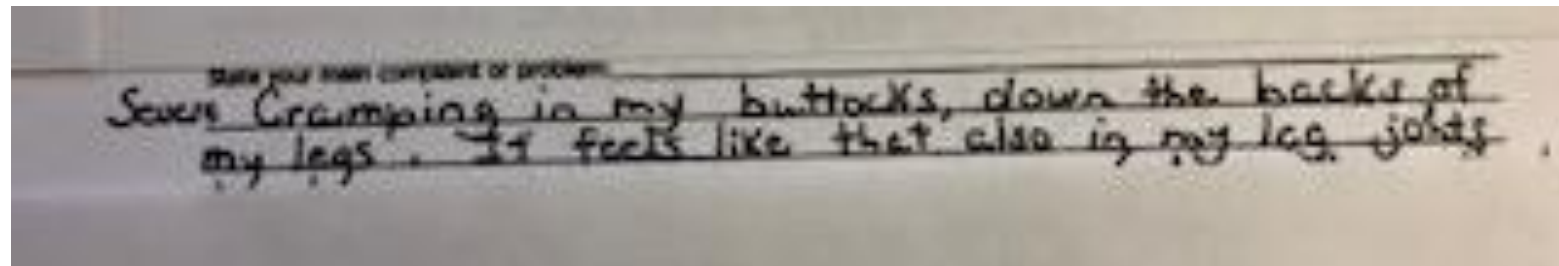 State your main complaint or problem:
Severe Cramping in my buttocks, down the backs of
my legs. It feels like that also in my leg joints.